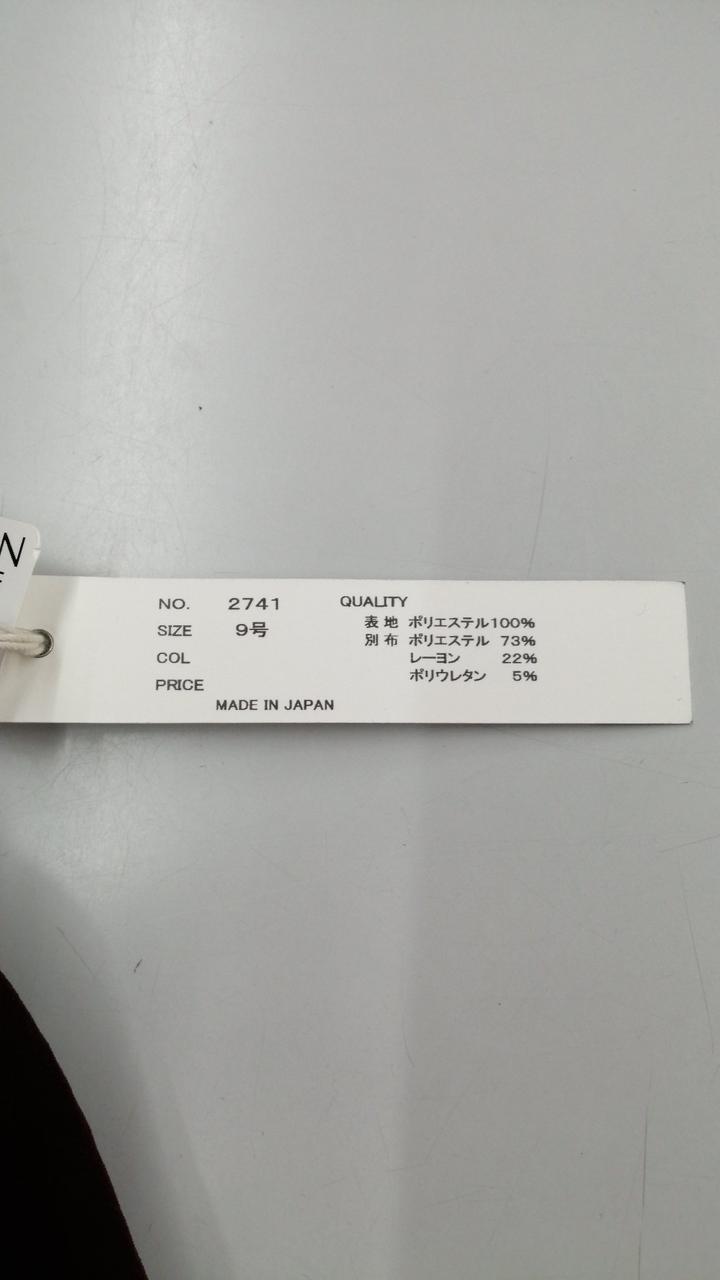 N
NO. 2741
SIZE 9号
COL
PRICE
MADE IN JAPAN
QUALITY
表地 ポリエステル100%
別布 ポリエステル 73%
レーヨン 22%
ポリウレタン 5%